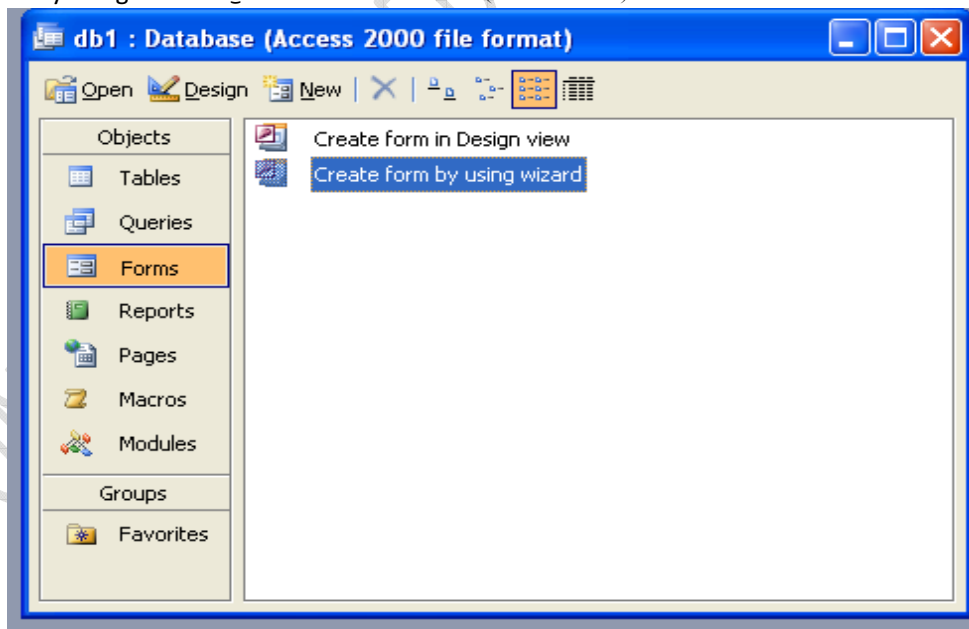 db1 : Database (Access 2000 file format)
Open Design New
Objects
Tables
Queries
Forms
Reports
Pages
Macros
Modules
Groups
Favorites
Create form in Design view
Create form by using wizard